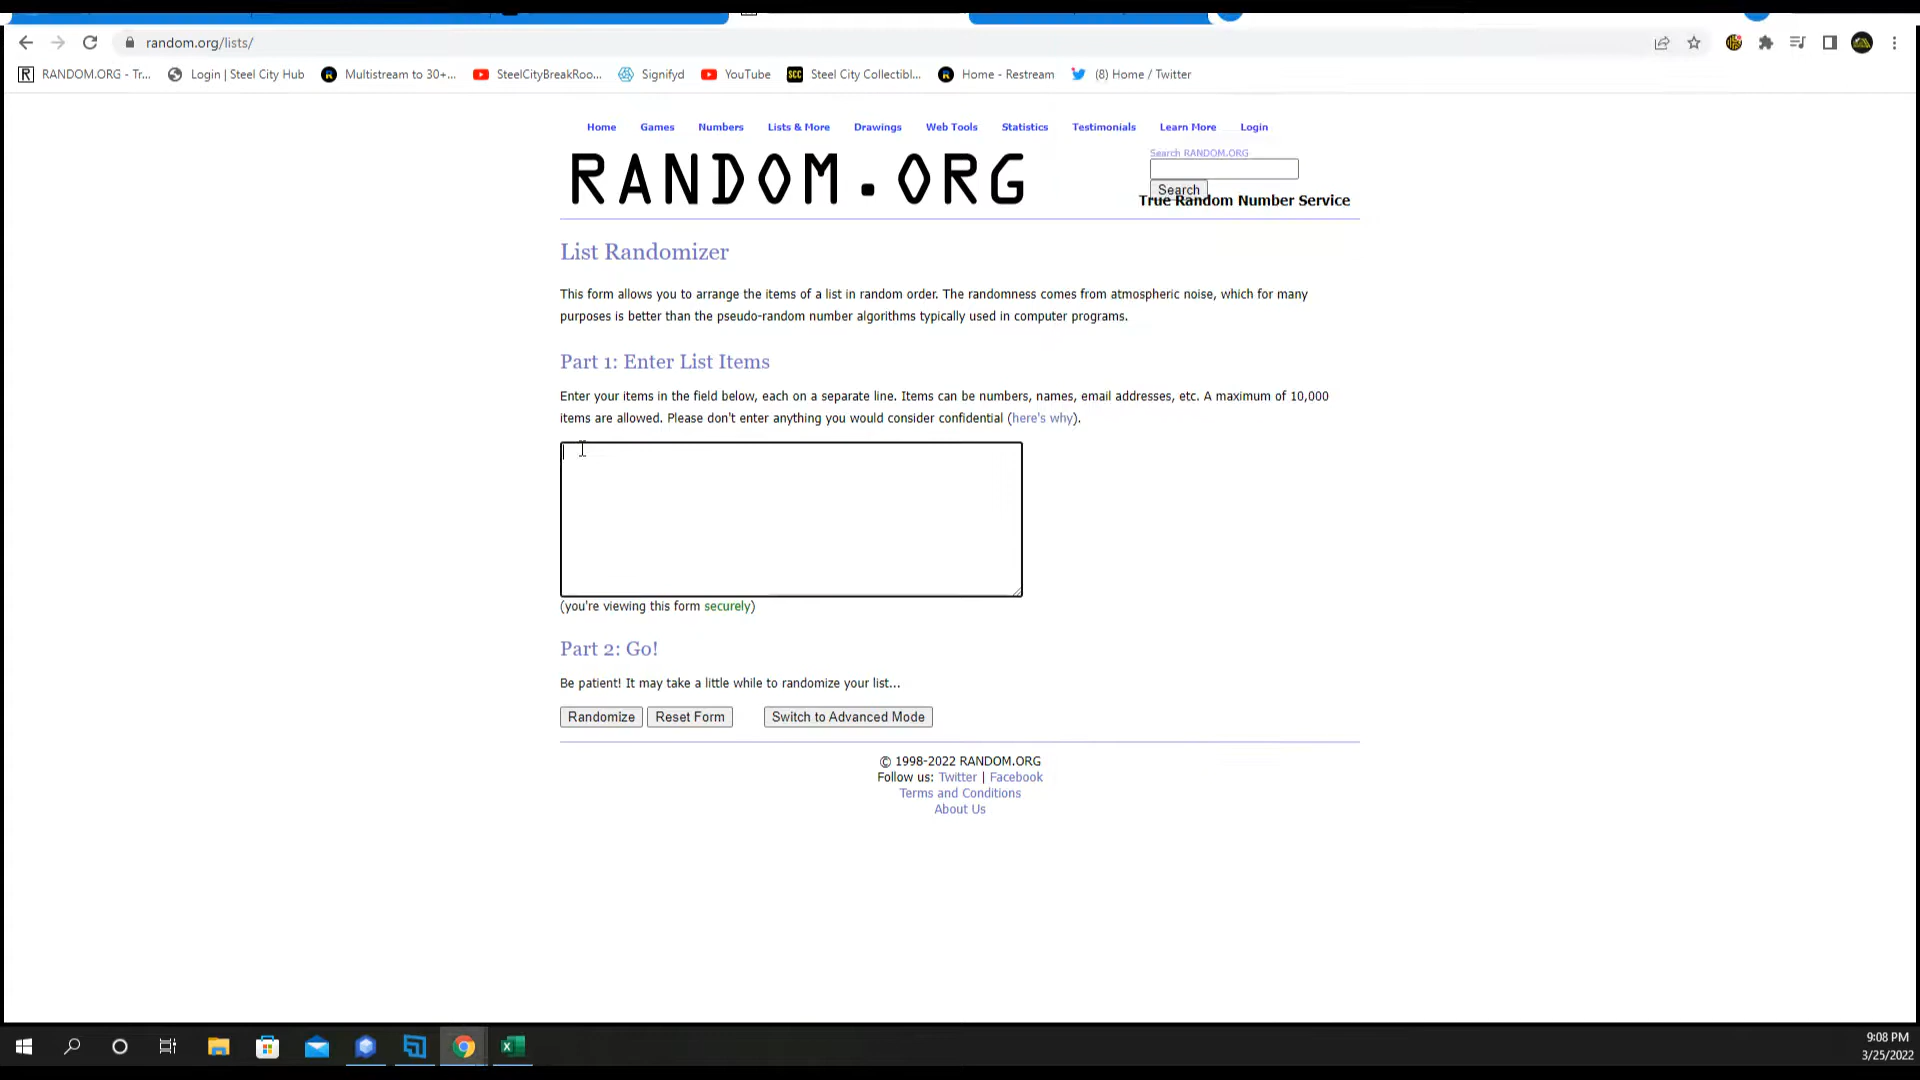 random.org/lists/
RANDOM.ORG - Tr... Login | Steel City Hub Multistream to 30+... SteelCityBreakRoo... Signifyd YouTube SCC Steel City Collectibl... Home - Restream (8) Home / Twitter
Home Games Numbers Lists & More Drawings Web Tools Statistics Testimonials Learn More Login
Search RANDOM.ORG
RANDOM.ORG
Search
True Random Number Service
List Randomizer
This form allows you to arrange the items of a list in random order. The randomness comes from atmospheric noise, which for many
purposes is better than the pseudo-random number algorithms typically used in computer programs.
Part 1: Enter List Items
Enter your items in the field below, each on a separate line. Items can be numbers, names, email addresses, etc. A maximum of 10,000
items are allowed. Please don't enter anything you would consider confidential (here's why).
(you're viewing this form securely)
Part 2: Go!
Be patient! It may take a little while to randomize your list...
Randomize Reset Form Switch to Advanced Mode
© 1998-2022 RANDOM.ORG
Follow us: Twitter | Facebook
Terms and Conditions
About Us
9:08 PM
3/25/2022